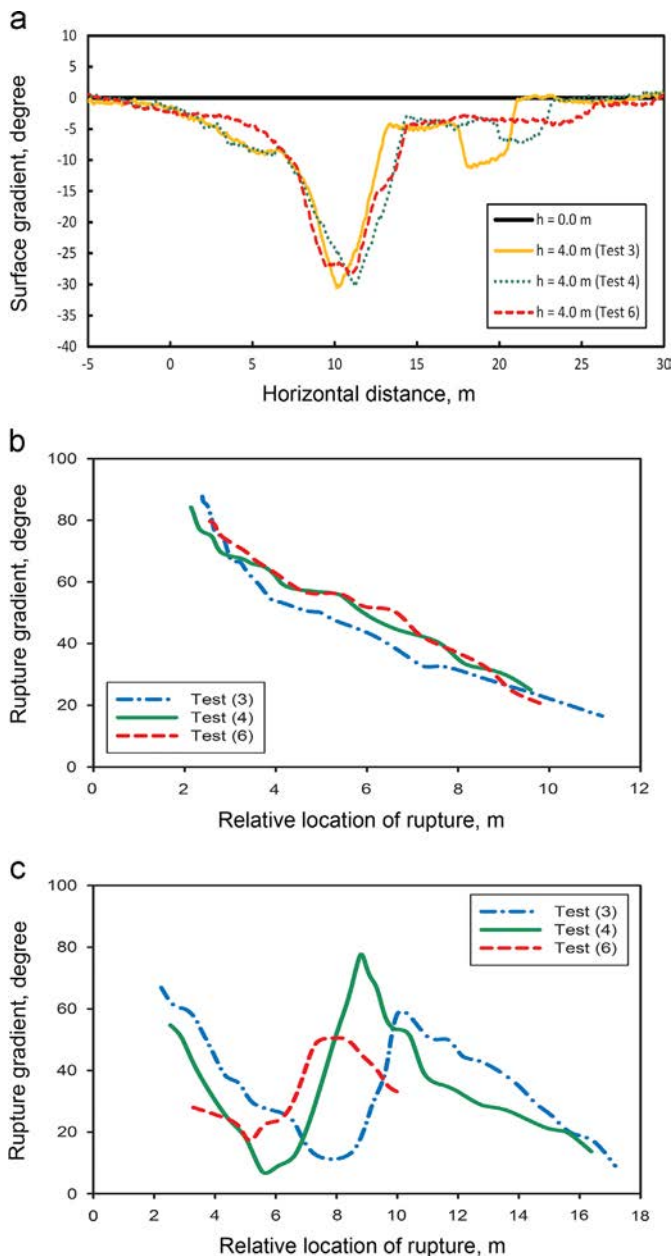 a
10
5
0
-5
-10
-15
-20
-25
-30
-35
-40
Surface gradient, degree
h = 0.0 m
h = 4.0 m (Test 3)
h = 4.0 m (Test 4)
h = 4.0 m (Test 6)
-5 0 5 10 15 20 25 30
Horizontal distance, m
b
100
80
60
40
20
0
Rupture gradient, degree
Test (3)
Test (4)
Test (6)
0 2 4 6 8 10 12
Relative location of rupture, m
c
100
80
60
40
20
0
Rupture gradient, degree
Test (3)
Test (4)
Test (6)
0 2 4 6 8 10 12 14 16 18
Relative location of rupture, m